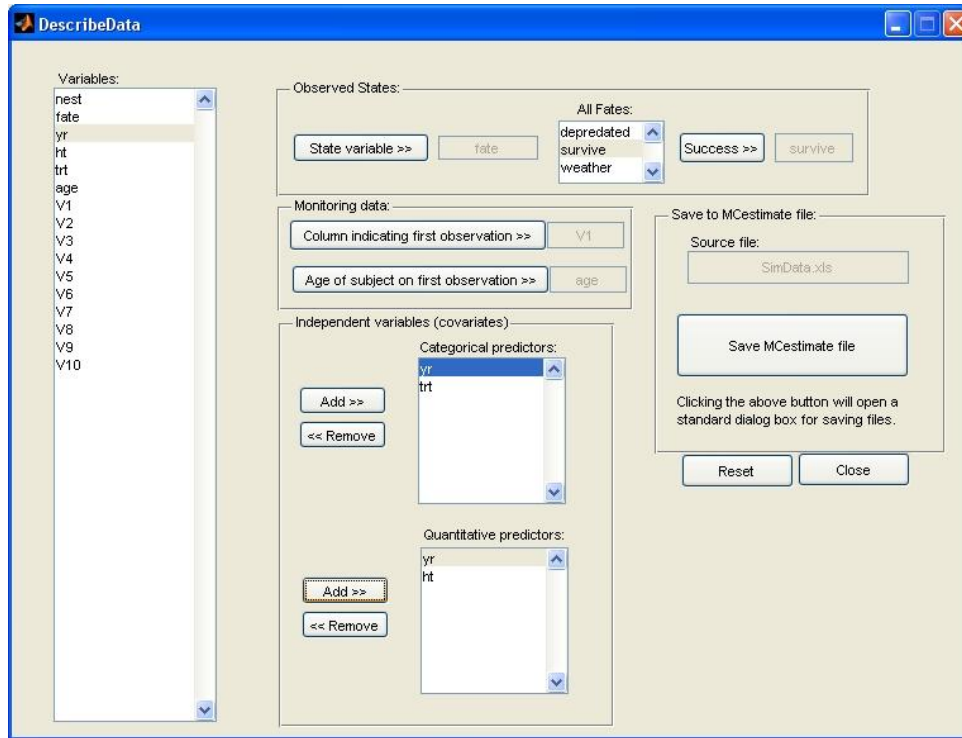 DescribeData
Variables:
nest
fate
yr
ht
trt
age
V1
V2
V3
V4
V5
V6
V7
V8
V9
V10
Observed States:
State variable >>
fate
All Fates:
depredated
survive
weather
Success >>
survive
Monitoring data:
Column indicating first observation >>
V1
Age of subject on first observation >>
age
Independent variables (covariates)
Categorical predictors:
yr
trt
Add >>
<< Remove
Quantitative predictors:
yr
ht
Add >>
<< Remove
Save to MCestimate file:
Source file:
SimData.xls
Save MCestimate file
Clicking the above button will open a
standard dialog box for saving files.
Reset
Close